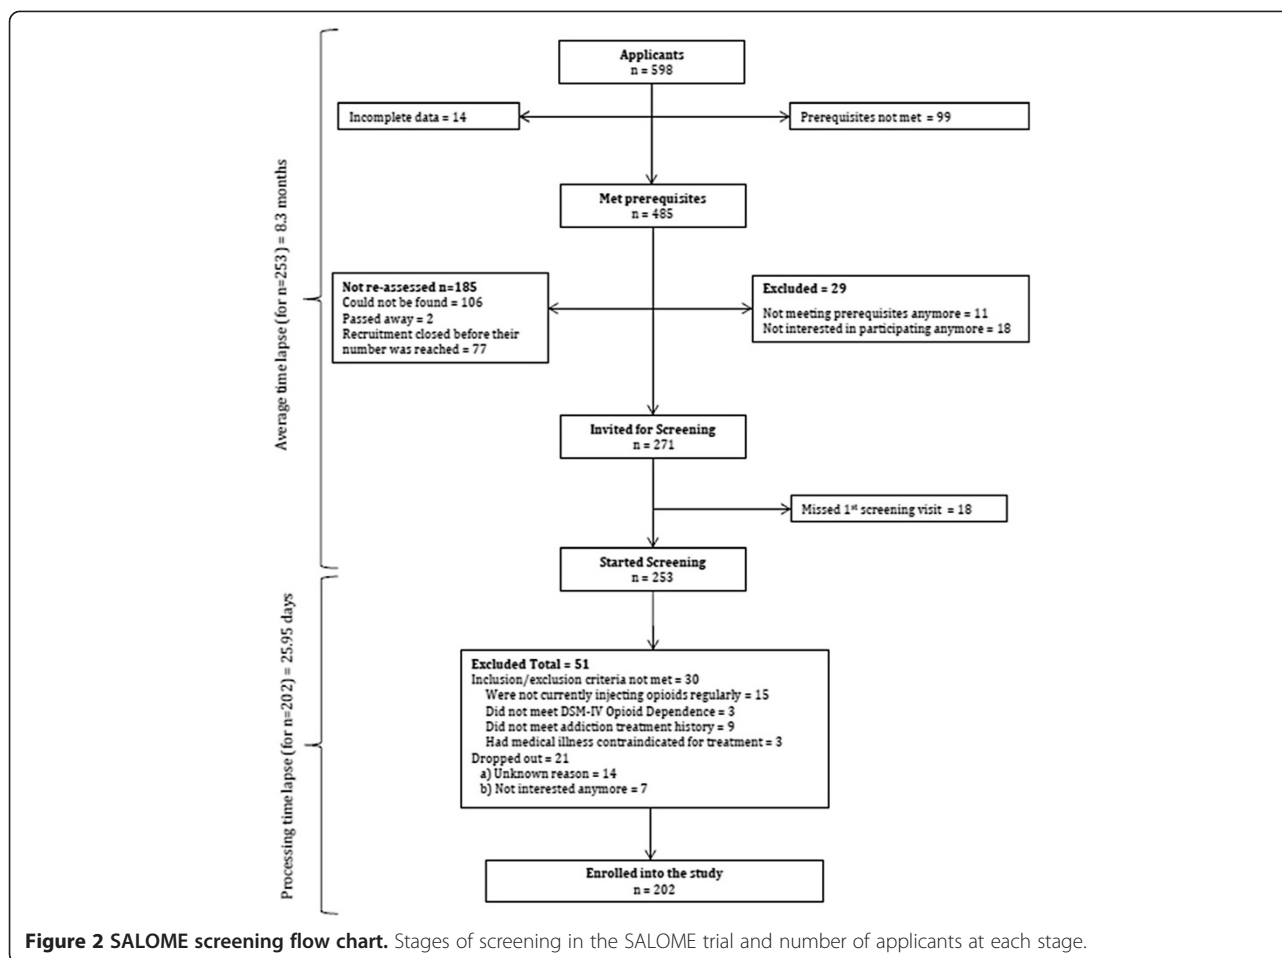 Applicants
n = 598
Incomplete data = 14
Prerequisites not met = 99
Met prerequisites
n = 485
Average time lapse (for n=253) = 8.3 months
Not re-assessed n=185
Could not be found = 106
Passed away = 2
Recruitment closed before their
number was reached = 77
Excluded = 29
Not meeting prerequisites anymore = 11
Not interested in participating anymore = 18
Invited for Screening
n = 271
Missed 1st screening visit = 18
Started Screening
n = 253
Processing time lapse (for n=202) = 25.95 days
Excluded Total = 51
Inclusion/exclusion criteria not met = 30
Were not currently injecting opioids regularly = 15
Did not meet DSM-IV Opioid Dependence = 3
Did not meet addiction treatment history = 9
Had medical illness contraindicated for treatment = 3
Dropped out = 21
a) Unknown reason = 14
b) Not interested anymore = 7
Enrolled into the study
n = 202
Figure 2 SALOME screening flow chart. Stages of screening in the SALOME trial and number of applicants at each stage.